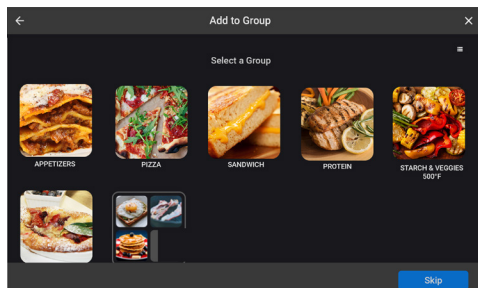 Add to Group
Select a Group
APPETIZERS
PIZZA
SANDWICH
PROTEIN
STARCH & VEGGIES
500°F
Skip